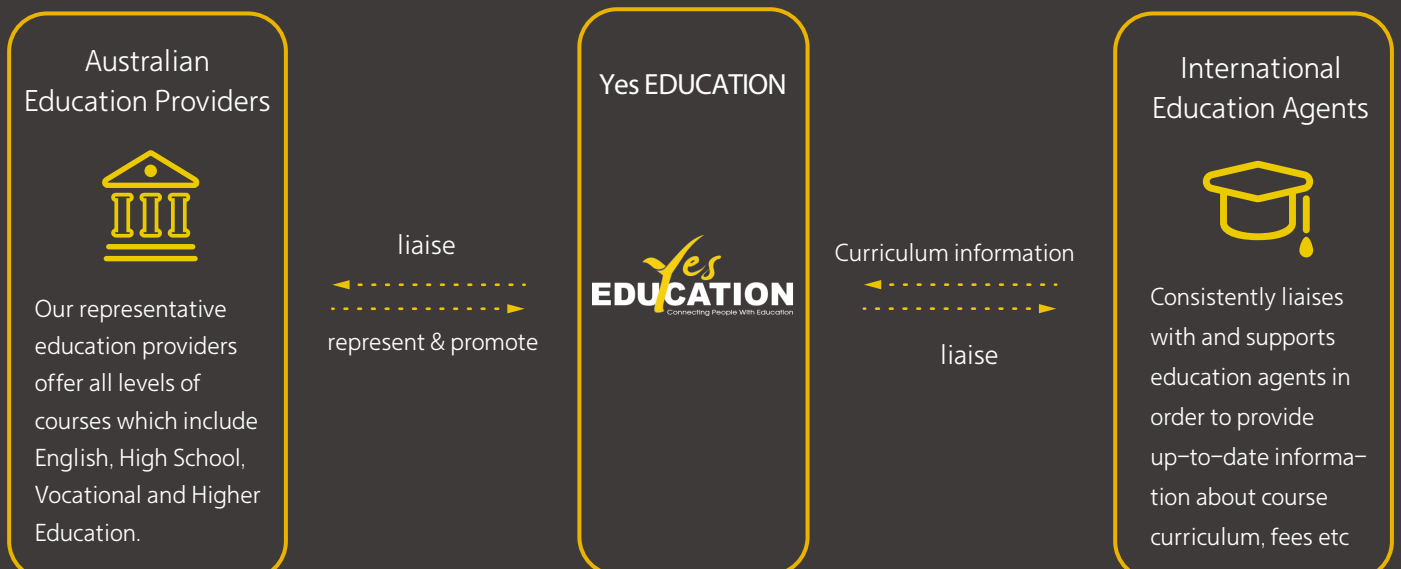 Australian
Education Providers
Our representative
education providers
offer all levels of
courses which include
English, High School,
Vocational and Higher
Education.
liaise
represent & promote
Yes EDUCATION
Yes
EDUCATION
Connecting People With Education
Curriculum information
liaise
International
Education Agents
Consistently liaises
with and supports
education agents in
order to provide
up-to-date informa-
tion about course
curriculum, fees etc